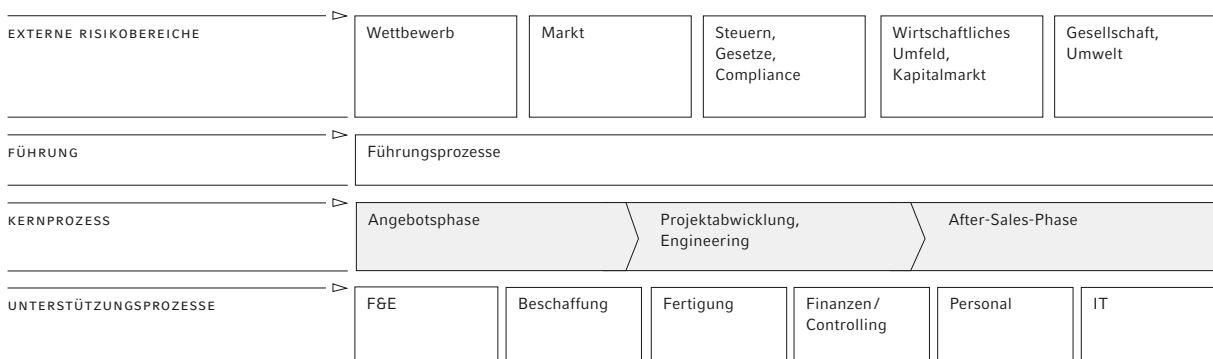 EXTERNE RISIKOBEREICHE
Wettbewerb
Markt
Steuern,
Gesetze,
Compliance
Wirtschaftliches
Umfeld,
Kapitalmarkt
Gesellschaft,
Umwelt
FÜHRUNG
Führungsprozesse
KERNPROZESS
Angebotsphase
Projektabwicklung,
Engineering
After-Sales-Phase
UNTERSTÜTZUNGSPROZESSE
F&E
Beschaffung
Fertigung
Finanzen/
Controlling
Personal
IT